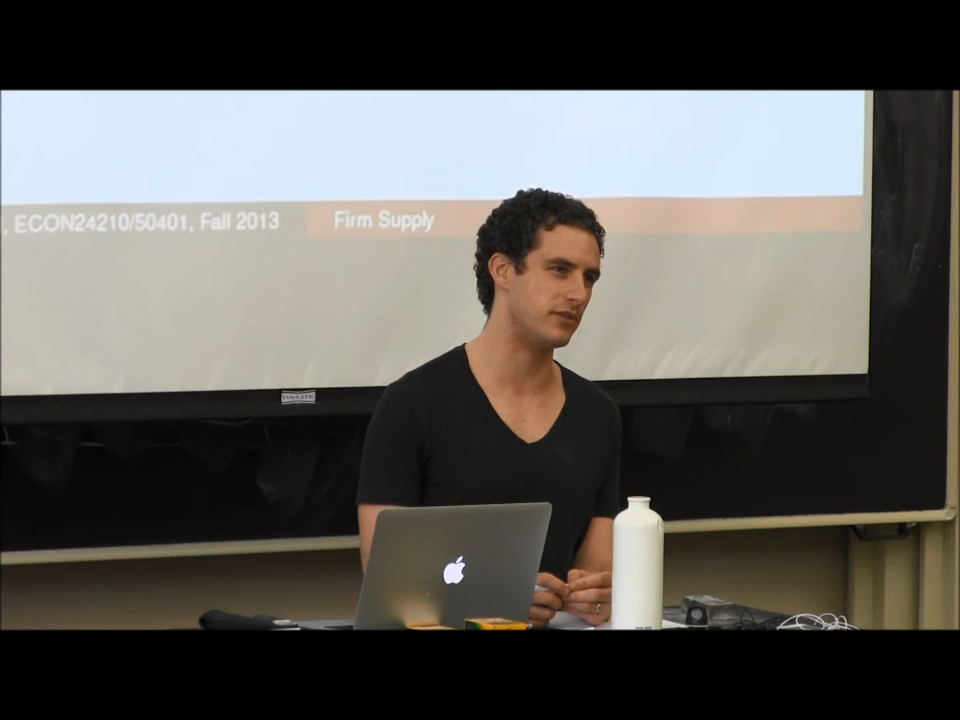 , ECON24210/50401, Fall 2013
Firm Supply
DA-LITE